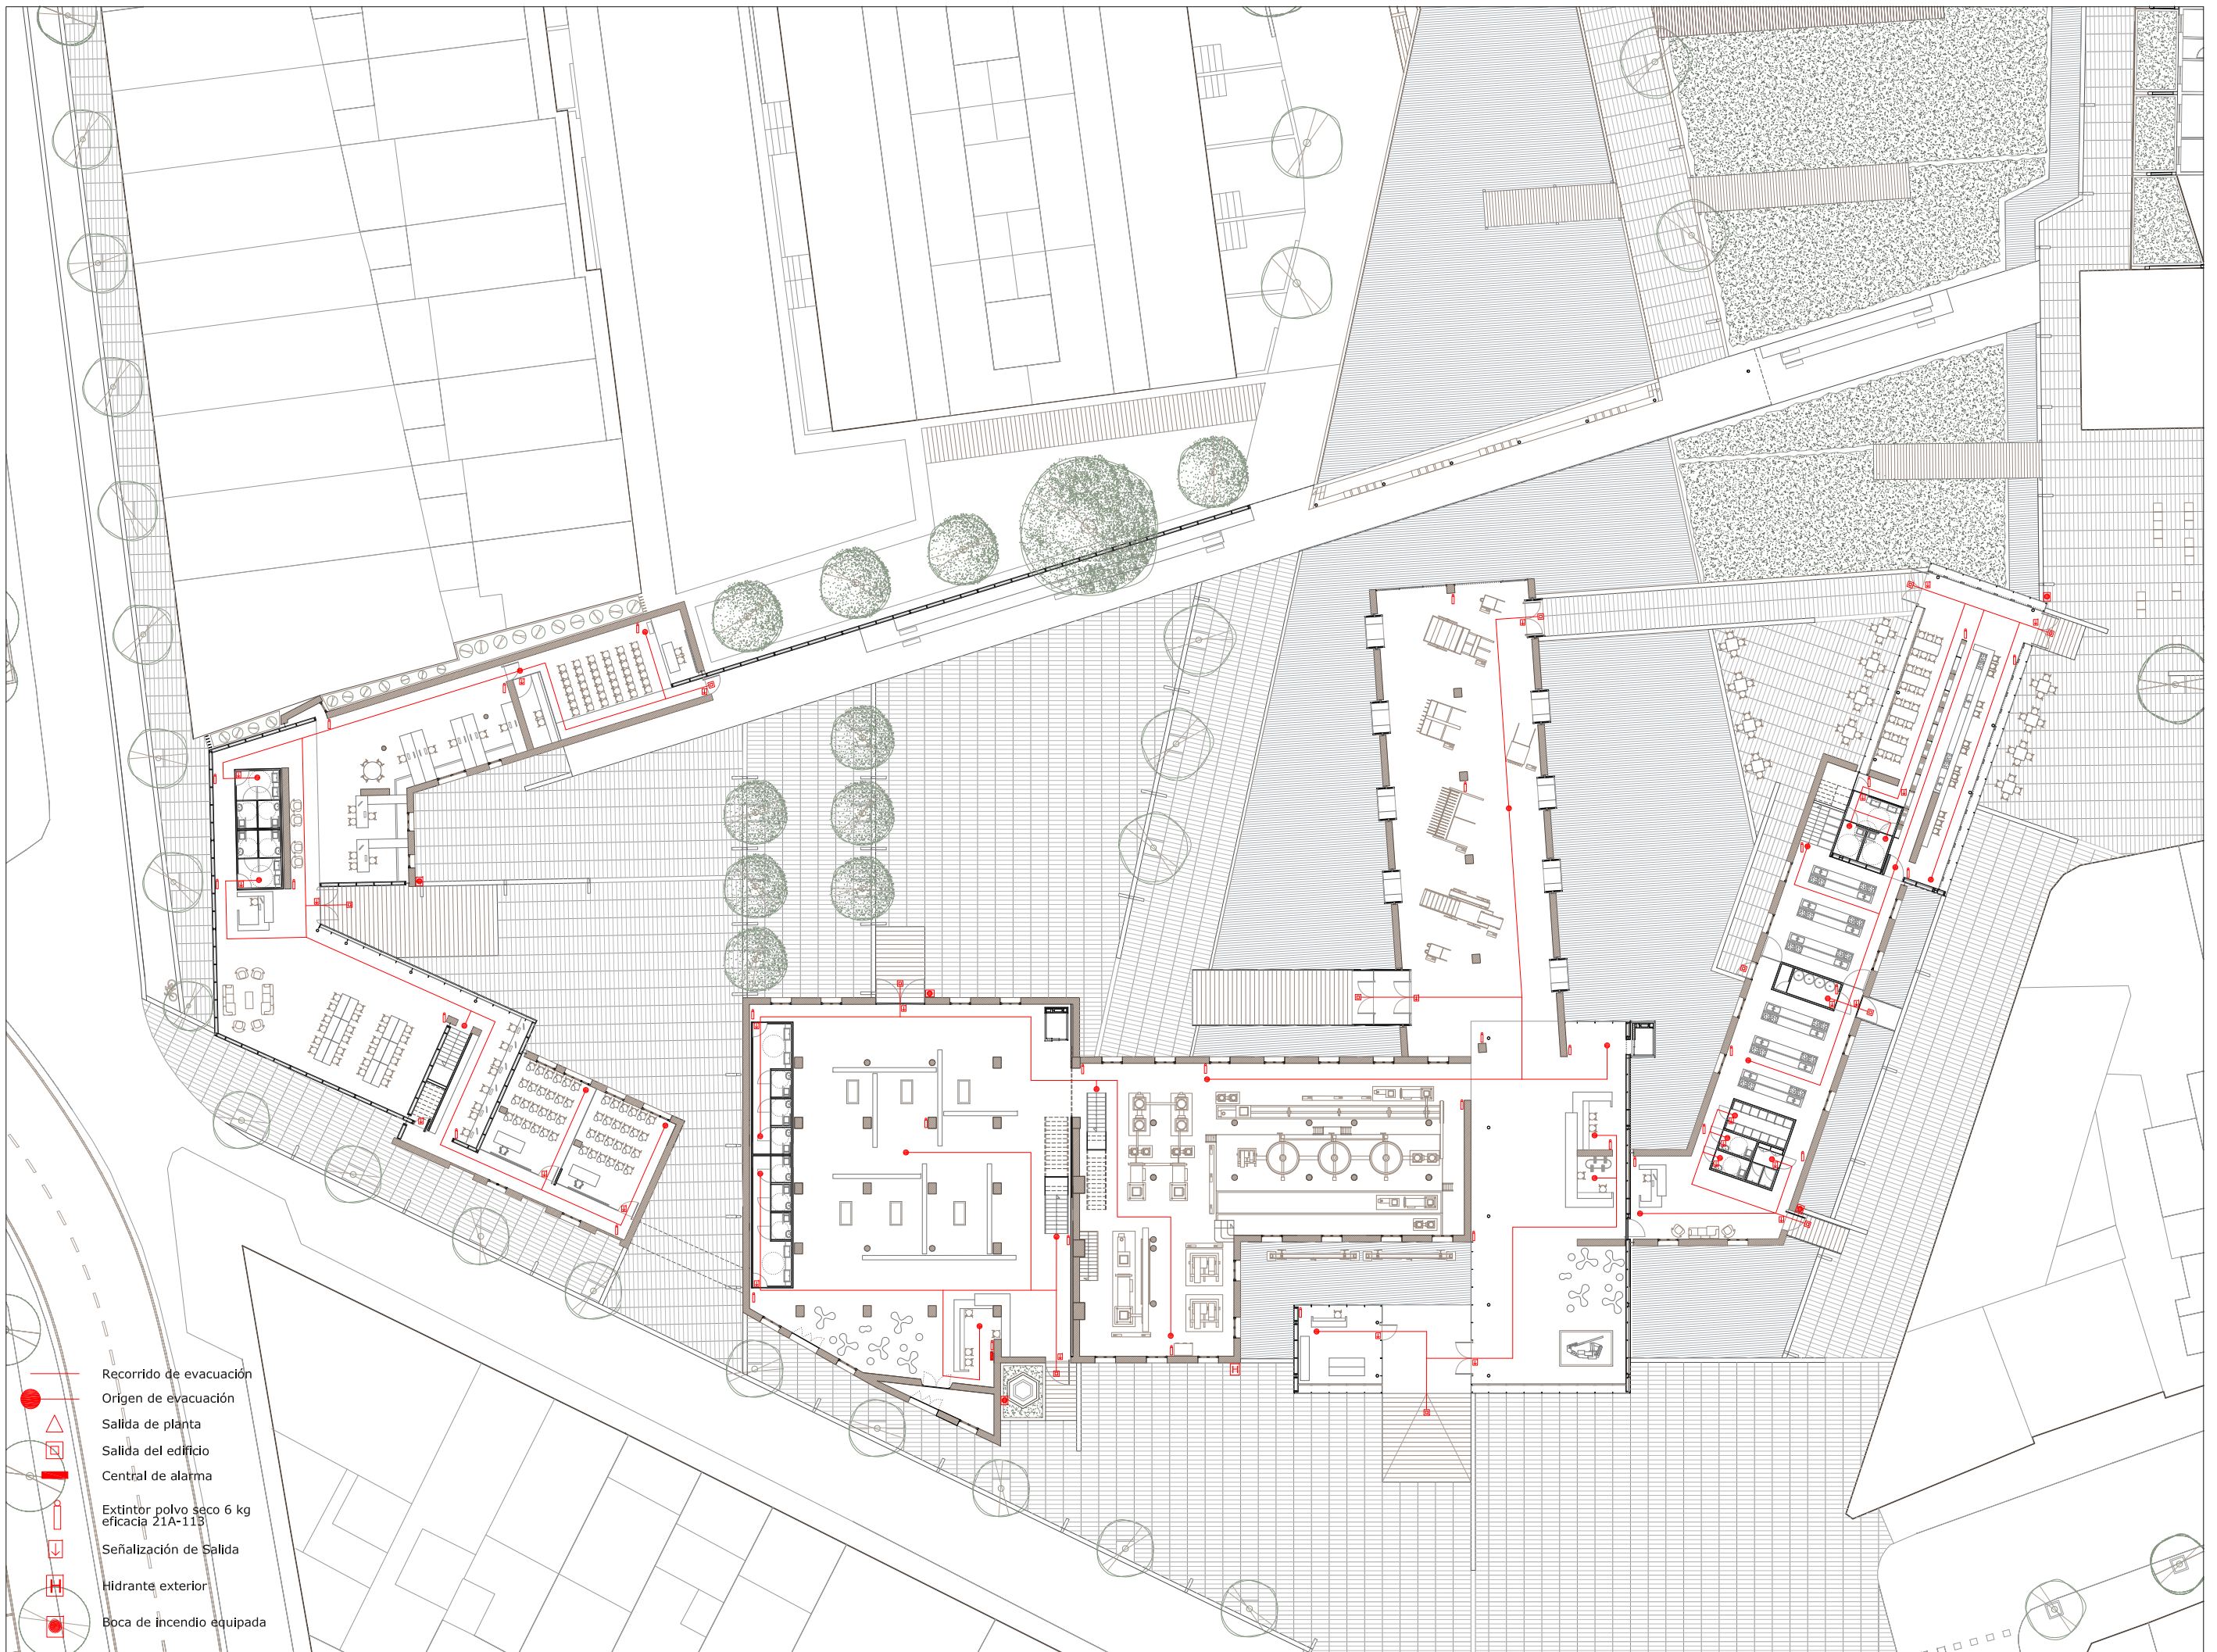 Recorrido de evacuación
Origen de evacuación
Salida de planta
Salida del edificio
Central de alarma
Extintor polvo seco 6 kg
eficacia 21A-113
Señalización de Salida
H
Hidrante exterior
Boca de incendio equipada
H